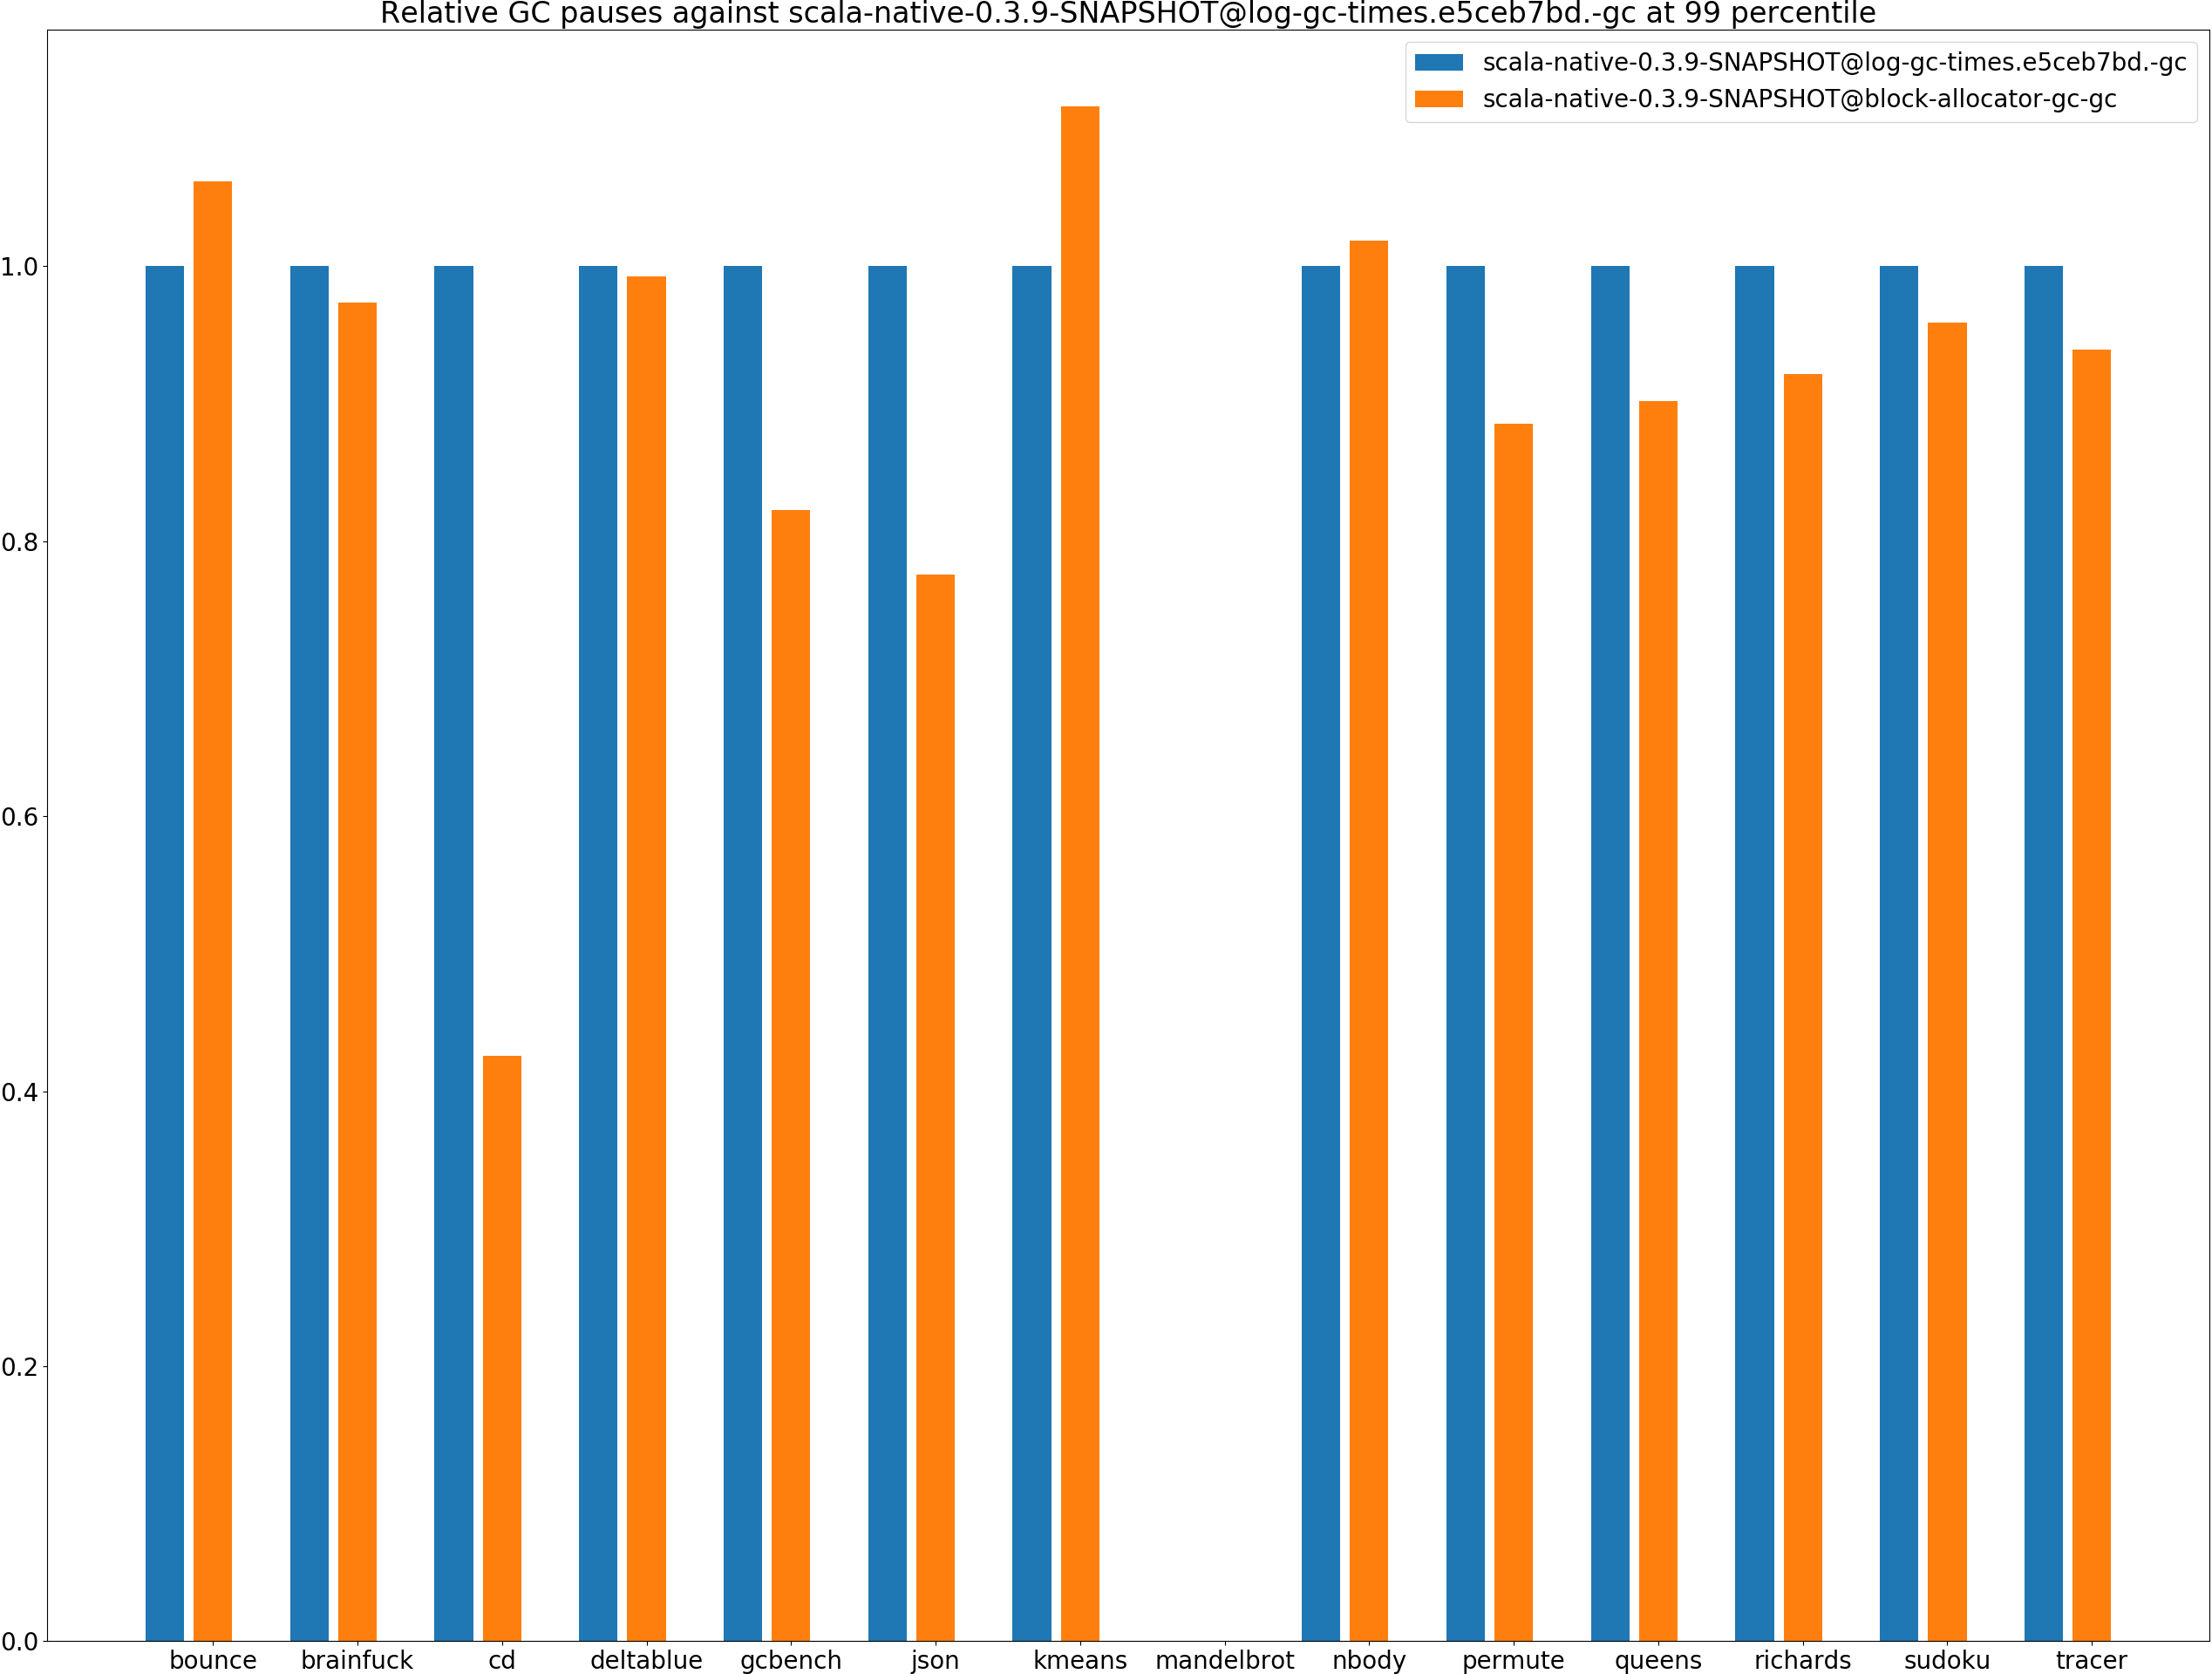 Relative GC pauses against scala-native-0.3.9-SNAPSHOT@log-gc-times.e5ceb7bd.-gc at 99 percentile
scala-native-0.3.9-SNAPSHOT@log-gc-times.e5ceb7bd.-gc
scala-native-0.3.9-SNAPSHOT@block-allocator-gc-gc
1.0
0.8
0.6
0.4
0.2
0.0
bounce brainfuck cd deltablue gcbench json kmeans mandelbrot nbody permute queens richards sudoku tracer